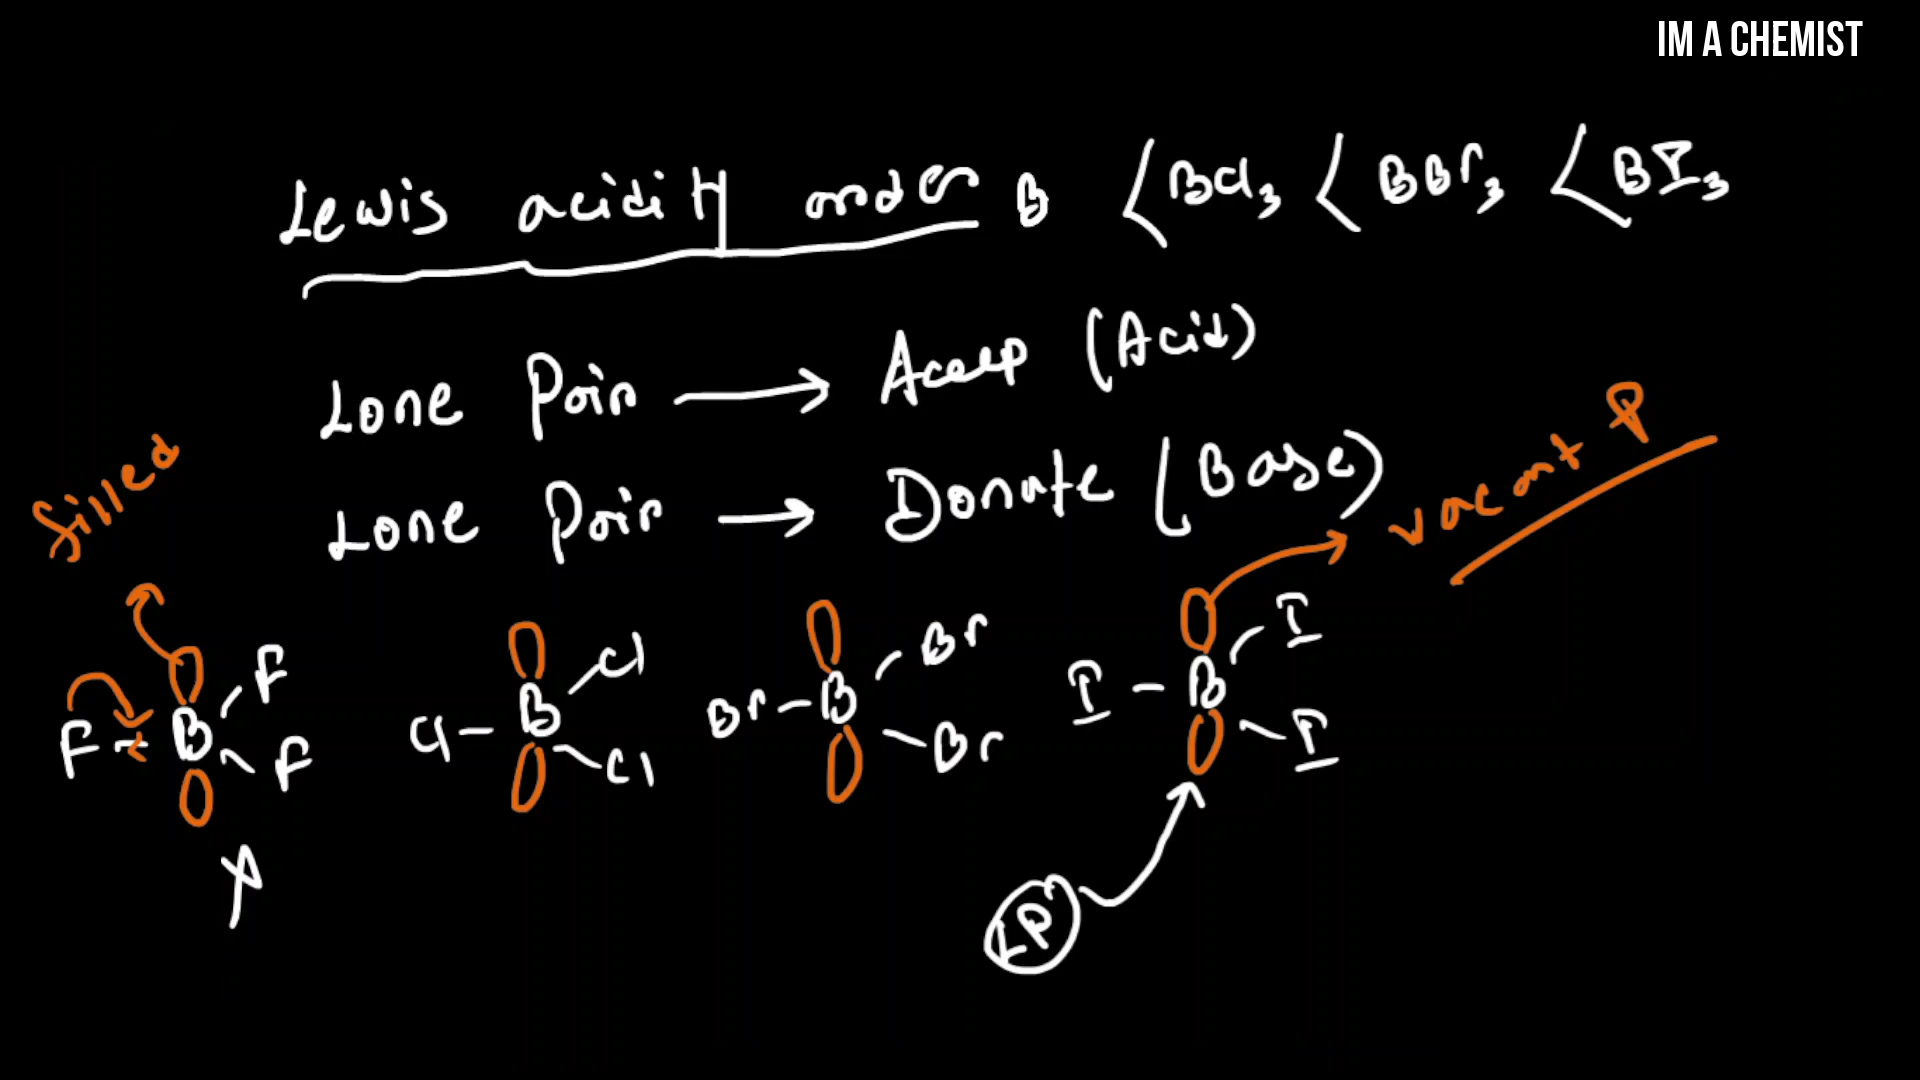 IM A CHEMIST
Lewis acidity order B < BCl3 < BBr3 < BI3
Lone Pair → Accep (Acid)
Lone Pair → Donate (Base)
filled
vacant P
F B F F
Cl B Cl Cl
Br B Br Br
I B I I
LP